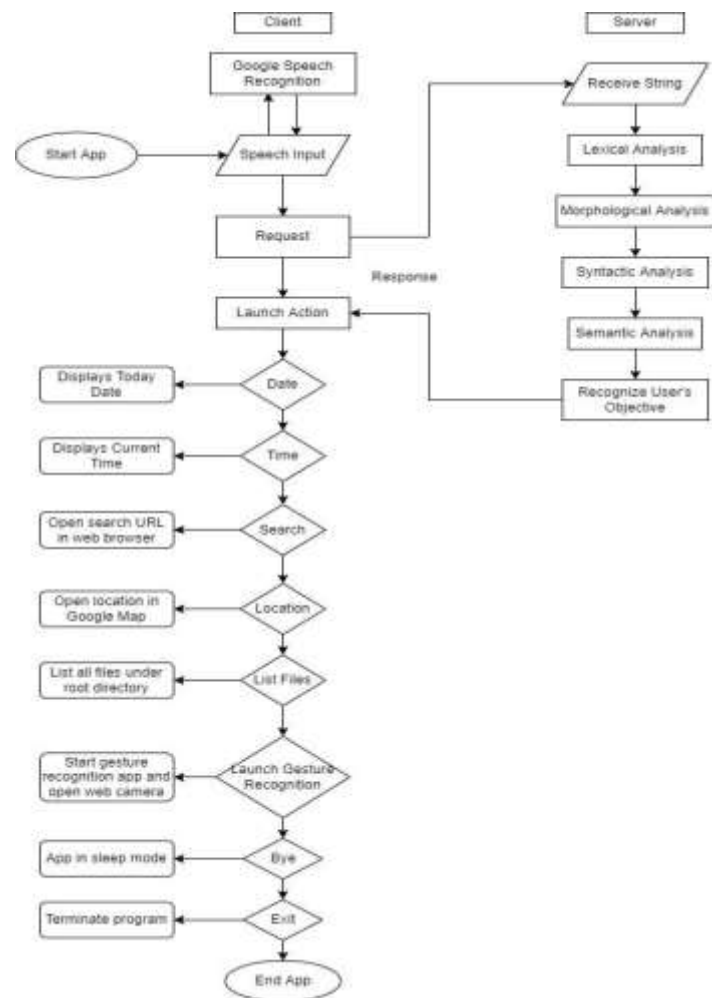 Client
Server
Google Speech
Recognition
Receive String
Start App
Speech Input
Lexical Analysis
Morphological Analysis
Request
Response
Syntactic Analysis
Launch Action
Semantic Analysis
Displays Today
Date
Date
Recognize User's
Objective
Displays Current
Time
Time
Open search URL
in web browser
Search
Open location in
Google Map
Location
List all files under
root directory
List Files
Start gesture
recognition app and
open web camera
Launch Gesture
Recognition
App in sleep mode
Bye
Terminate program
Exit
End App